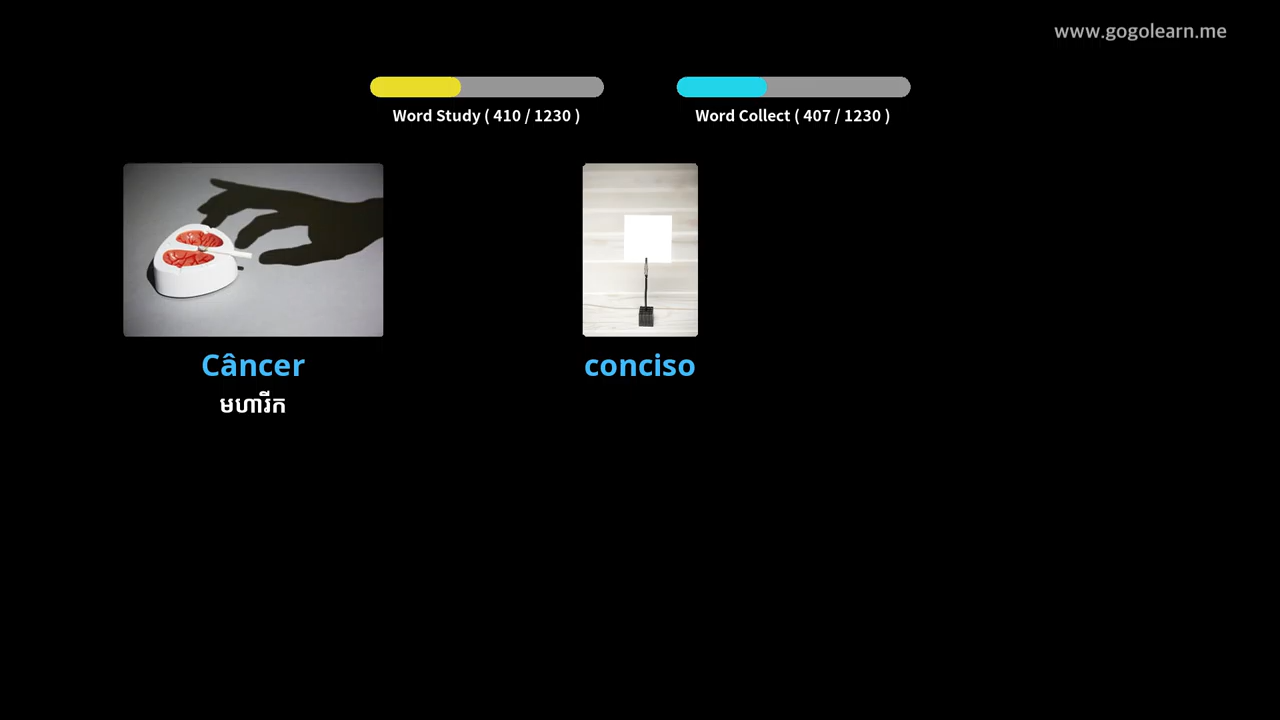 www.gogolearn.me
Word Study ( 410 / 1230 )
Word Collect ( 407 / 1230 )
Câncer
មហារីក
conciso